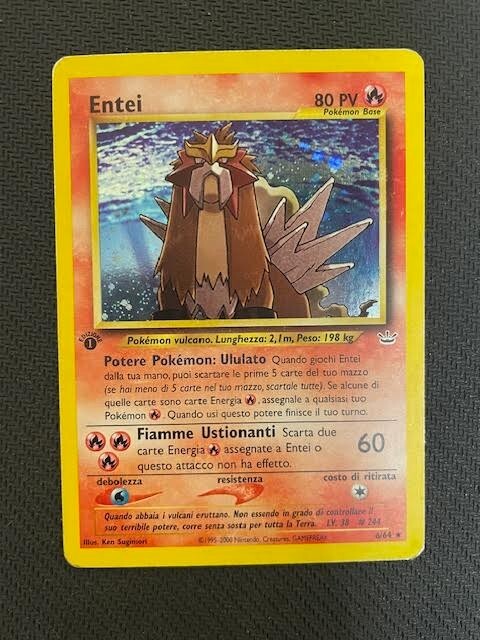 Entei
80 PV
Pokémon Base
Pokémon vulcano. Lunghezza: 2,1m, Peso: 198 kg
EDIZIONE
1
Potere Pokémon: Ululato Quando giochi Entei
dalla tua mano, puoi scartare le prime 5 carte del tuo mazzo
(se hai meno di 5 carte nel tuo mazzo, scartale tutte). Se alcune di
quelle carte sono carte Energia , assegnale a qualsiasi tuo
Pokémon . Quando usi questo potere finisce il tuo turno.
Fiamme Ustionanti Scarta due
carte Energia assegnate a Entei o
questo attacco non ha effetto.
60
debolezza resistenza costo di ritirata
Quando abbaia i vulcani eruttano. Non essendo in grado di controllare il
suo terribile potere, corre senza sosta per tutta la Terra. LV. 38 # 244
Illus. Ken Sugimori
©1995-2000 Nintendo, Creatures, GAMEFREAK
6/64 ★